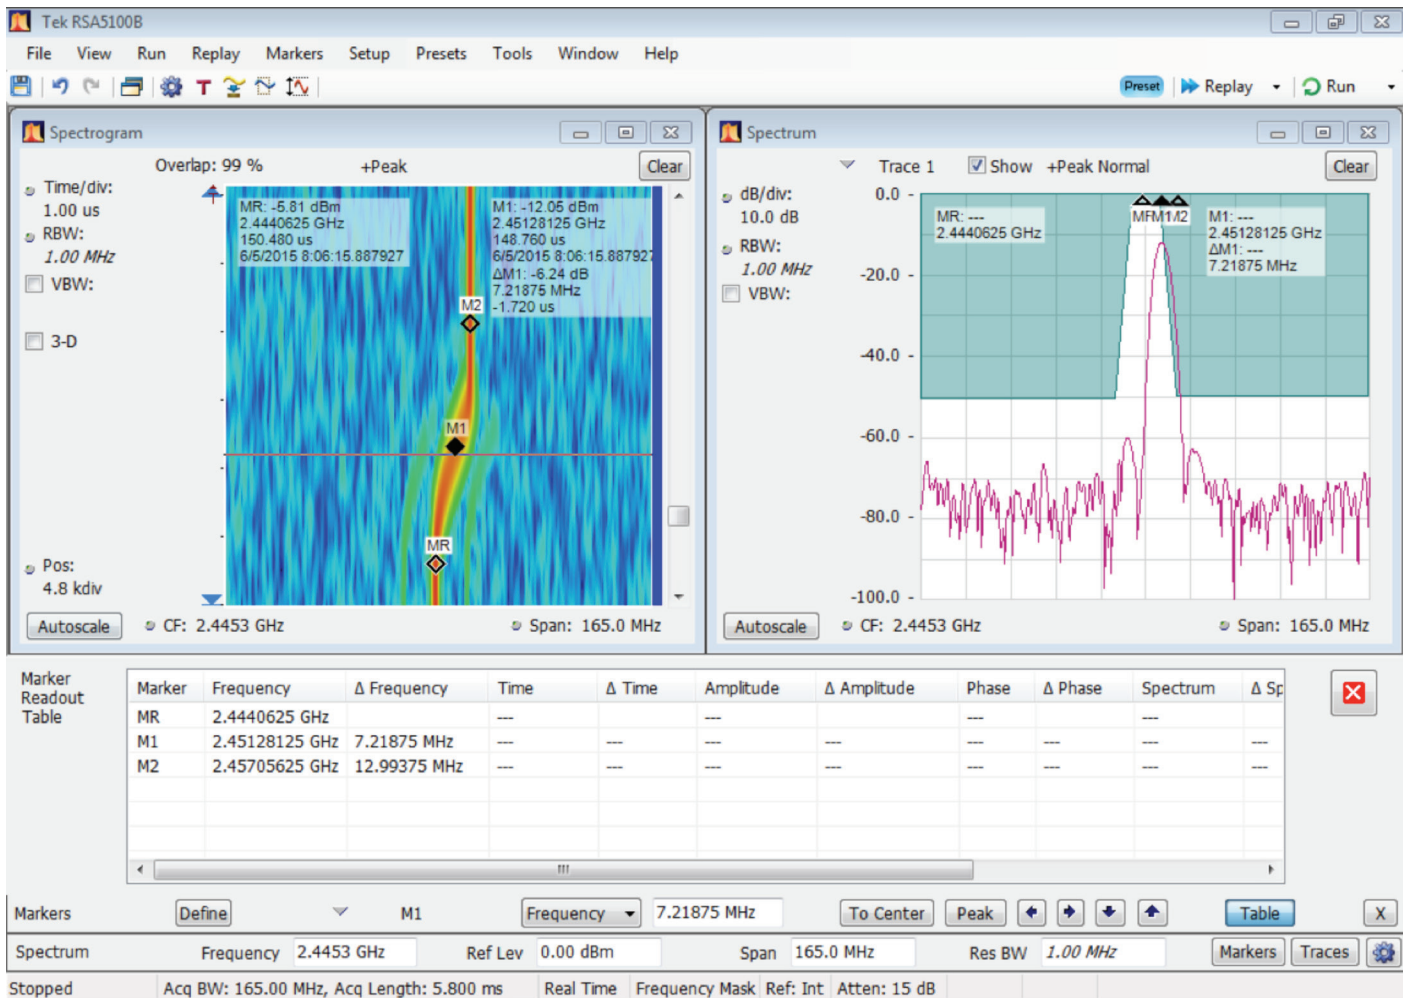 Tek RSA5100B
File View Run Replay Markers Setup Presets Tools Window Help
Preset Replay Run
Spectrogram
Overlap: 99 % +Peak Clear
Time/div:
1.00 us
RBW:
1.00 MHz
VBW:
3-D
Pos:
4.8 kdiv
Autoscale
MR: -5.81 dBm
2.4440625 GHz
150.480 us
6/5/2015 8:06:15.887927
M1: -12.05 dBm
2.45128125 GHz
148.760 us
6/5/2015 8:06:15.887927
ΔM1: -6.24 dB
7.21875 MHz
-1.720 us
M2
M1
MR
CF: 2.4453 GHz Span: 165.0 MHz
Spectrum
Trace 1 Show +Peak Normal Clear
dB/div:
10.0 dB
RBW:
1.00 MHz
VBW:
Autoscale
0.0
-20.0
-40.0
-60.0
-80.0
-100.0
MR: ---
2.4440625 GHz
M1: ---
2.45128125 GHz
ΔM1: ---
7.21875 MHz
CF: 2.4453 GHz Span: 165.0 MHz
Marker
Readout
Table
Marker Frequency Δ Frequency Time Δ Time Amplitude Δ Amplitude Phase Δ Phase Spectrum Δ Sp
MR 2.4440625 GHz --- --- --- ---
M1 2.45128125 GHz 7.21875 MHz --- --- --- --- --- --- --- ---
M2 2.45705625 GHz 12.99375 MHz --- --- --- --- --- --- --- ---
Markers Define M1 Frequency 7.21875 MHz To Center Peak Table X
Spectrum Frequency 2.4453 GHz Ref Lev 0.00 dBm Span 165.0 MHz Res BW 1.00 MHz Markers Traces
Stopped Acq BW: 165.00 MHz, Acq Length: 5.800 ms Real Time Frequency Mask Ref: Int Atten: 15 dB